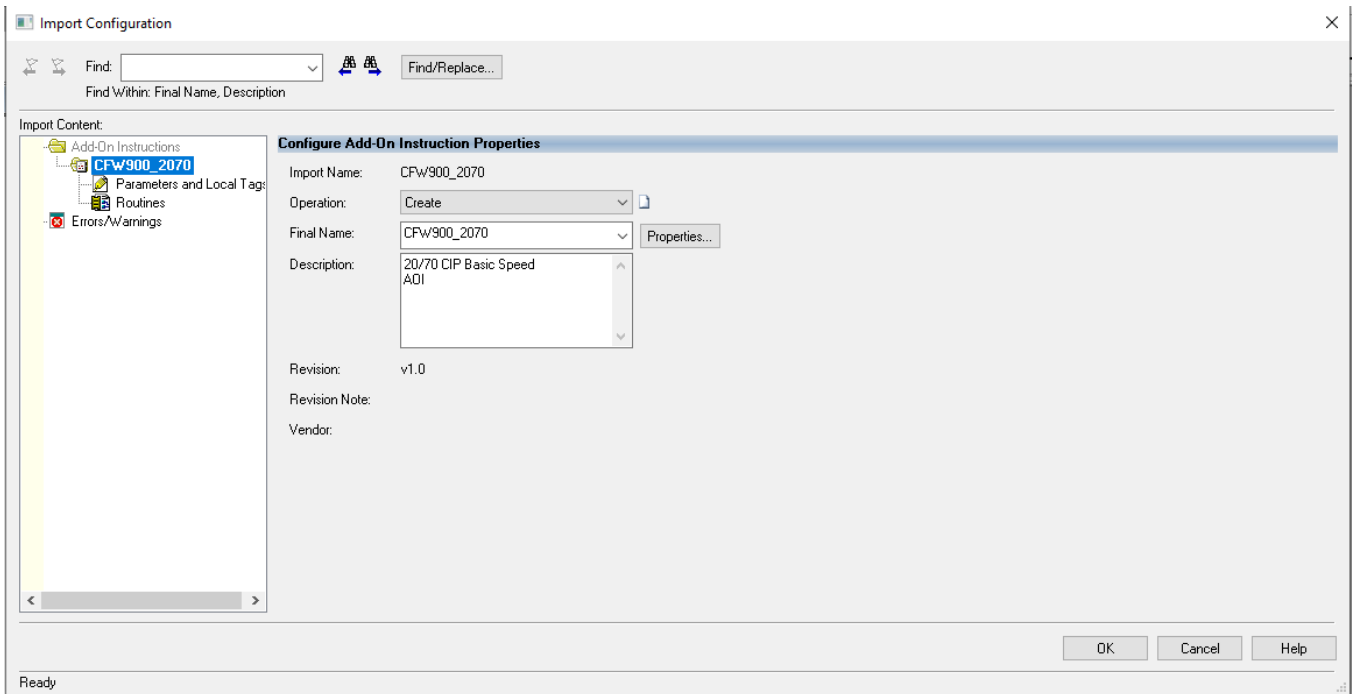 Import Configuration
Find:
Find/Replace...
Find Within: Final Name, Description
Import Content:
Add-On Instructions
CFW900_2070
Parameters and Local Tags
Routines
Errors/Warnings
Configure Add-On Instruction Properties
Import Name: CFW900_2070
Operation: Create
Final Name: CFW900_2070 Properties...
Description: 20/70 CIP Basic Speed
AOI
Revision: v1.0
Revision Note:
Vendor:
OK Cancel Help
Ready